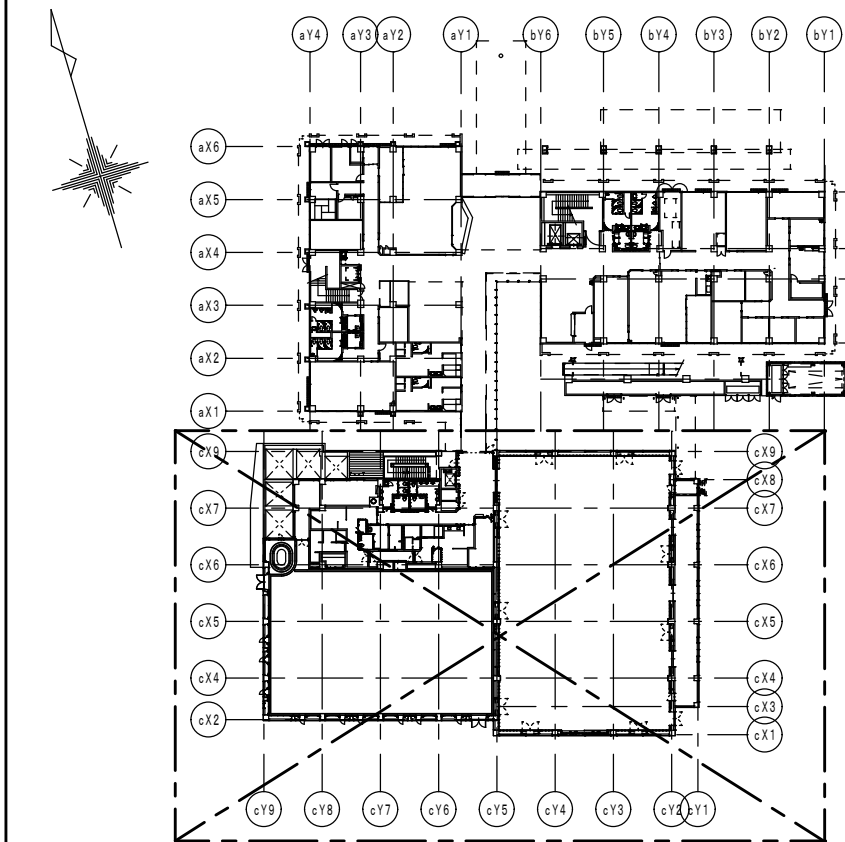 aY4 aY3 aY2 aY1 bY6 bY5 bY4 bY3 bY2 bY1
aX6
aX5
aX4
aX3
aX2
aX1
cX9 cX9
cX8
cX7 cX7
cX6 cX6
cX5 cX5
cX4 cX4
cX3
cX2
cX1
cY9 cY8 cY7 cY6 cY5 cY4 cY3 cY2 cY1